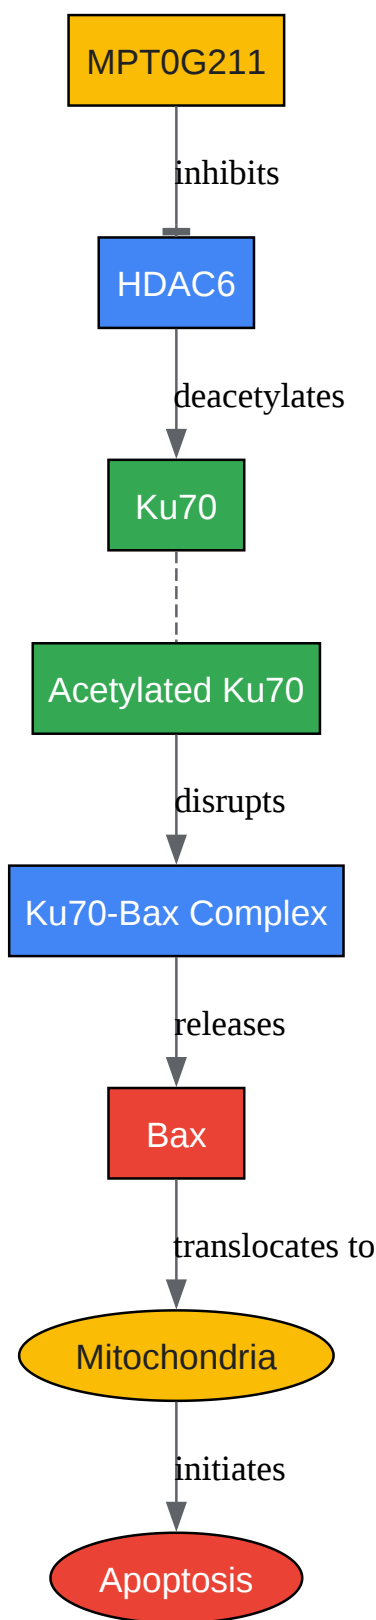 MPT0G211
inhibits
HDAC6
deacetylates
Ku70
Acetylated Ku70
disrupts
Ku70-Bax Complex
releases
Bax
translocates to
Mitochondria
initiates
Apoptosis